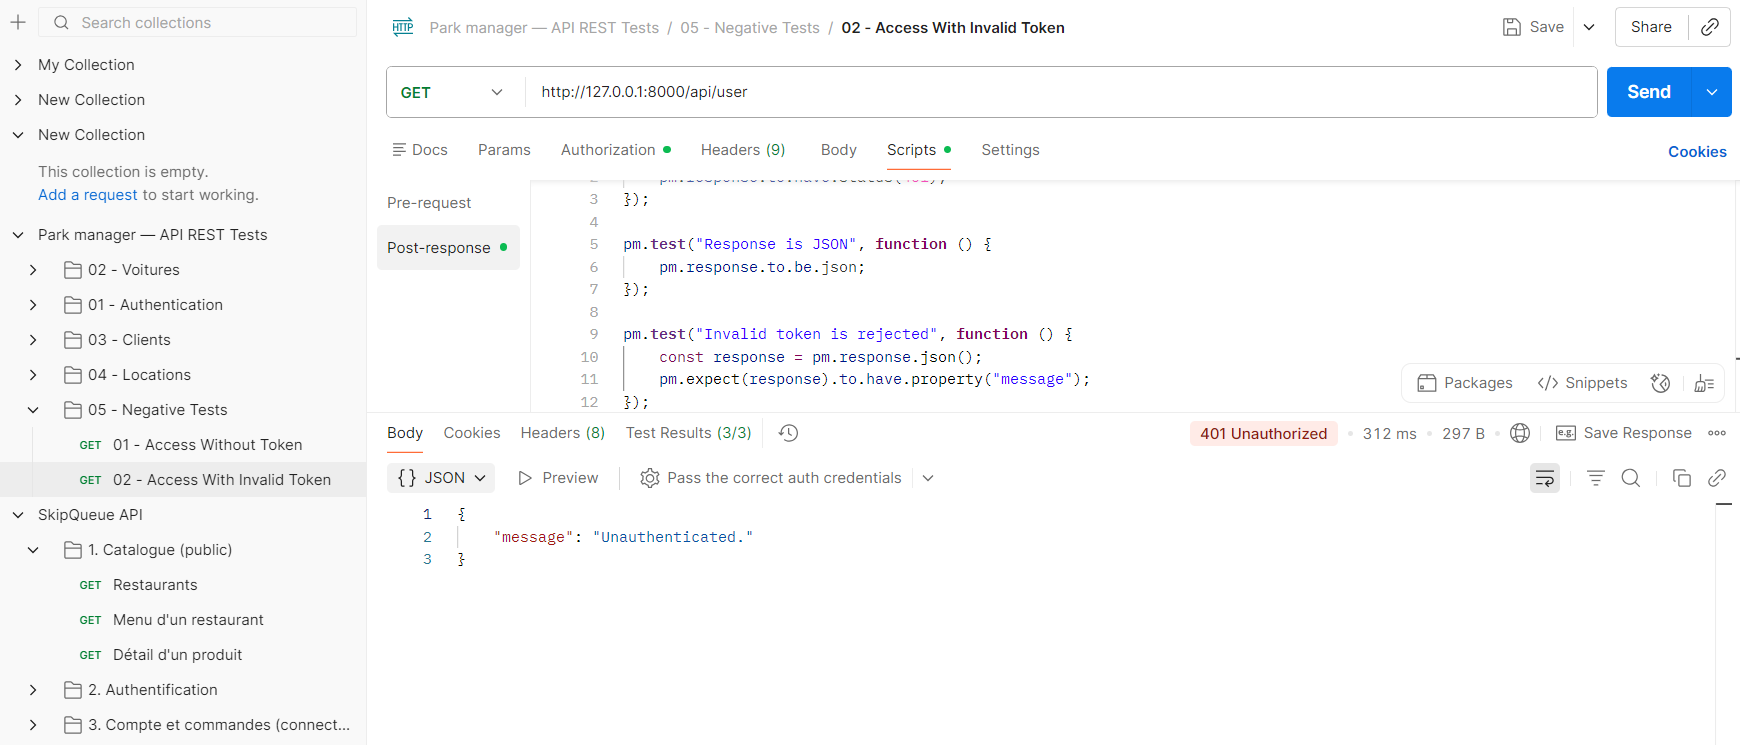 Search collections
My Collection
New Collection
New Collection
This collection is empty.
Add a request to start working.
Park manager — API REST Tests
02 - Voitures
01 - Authentication
03 - Clients
04 - Locations
05 - Negative Tests
GET 01 - Access Without Token
GET 02 - Access With Invalid Token
SkipQueue API
1. Catalogue (public)
GET Restaurants
GET Menu d'un restaurant
GET Détail d'un produit
2. Authentification
3. Compte et commandes (connect...
HTTP Park manager — API REST Tests / 05 - Negative Tests / 02 - Access With Invalid Token
Save Share
GET http://127.0.0.1:8000/api/user
Send
Docs Params Authorization Headers (9) Body Scripts Settings
Cookies
Pre-request
Post-response
3 });
4
5 pm.test("Response is JSON", function () {
6 pm.response.to.be.json;
7 });
8
9 pm.test("Invalid token is rejected", function () {
10 const response = pm.response.json();
11 pm.expect(response).to.have.property("message");
12 });
Packages Snippets
Body Cookies Headers (8) Test Results (3/3)
401 Unauthorized 312 ms 297 B e.g. Save Response
{} JSON Preview Pass the correct auth credentials
1 {
2 "message": "Unauthenticated."
3 }